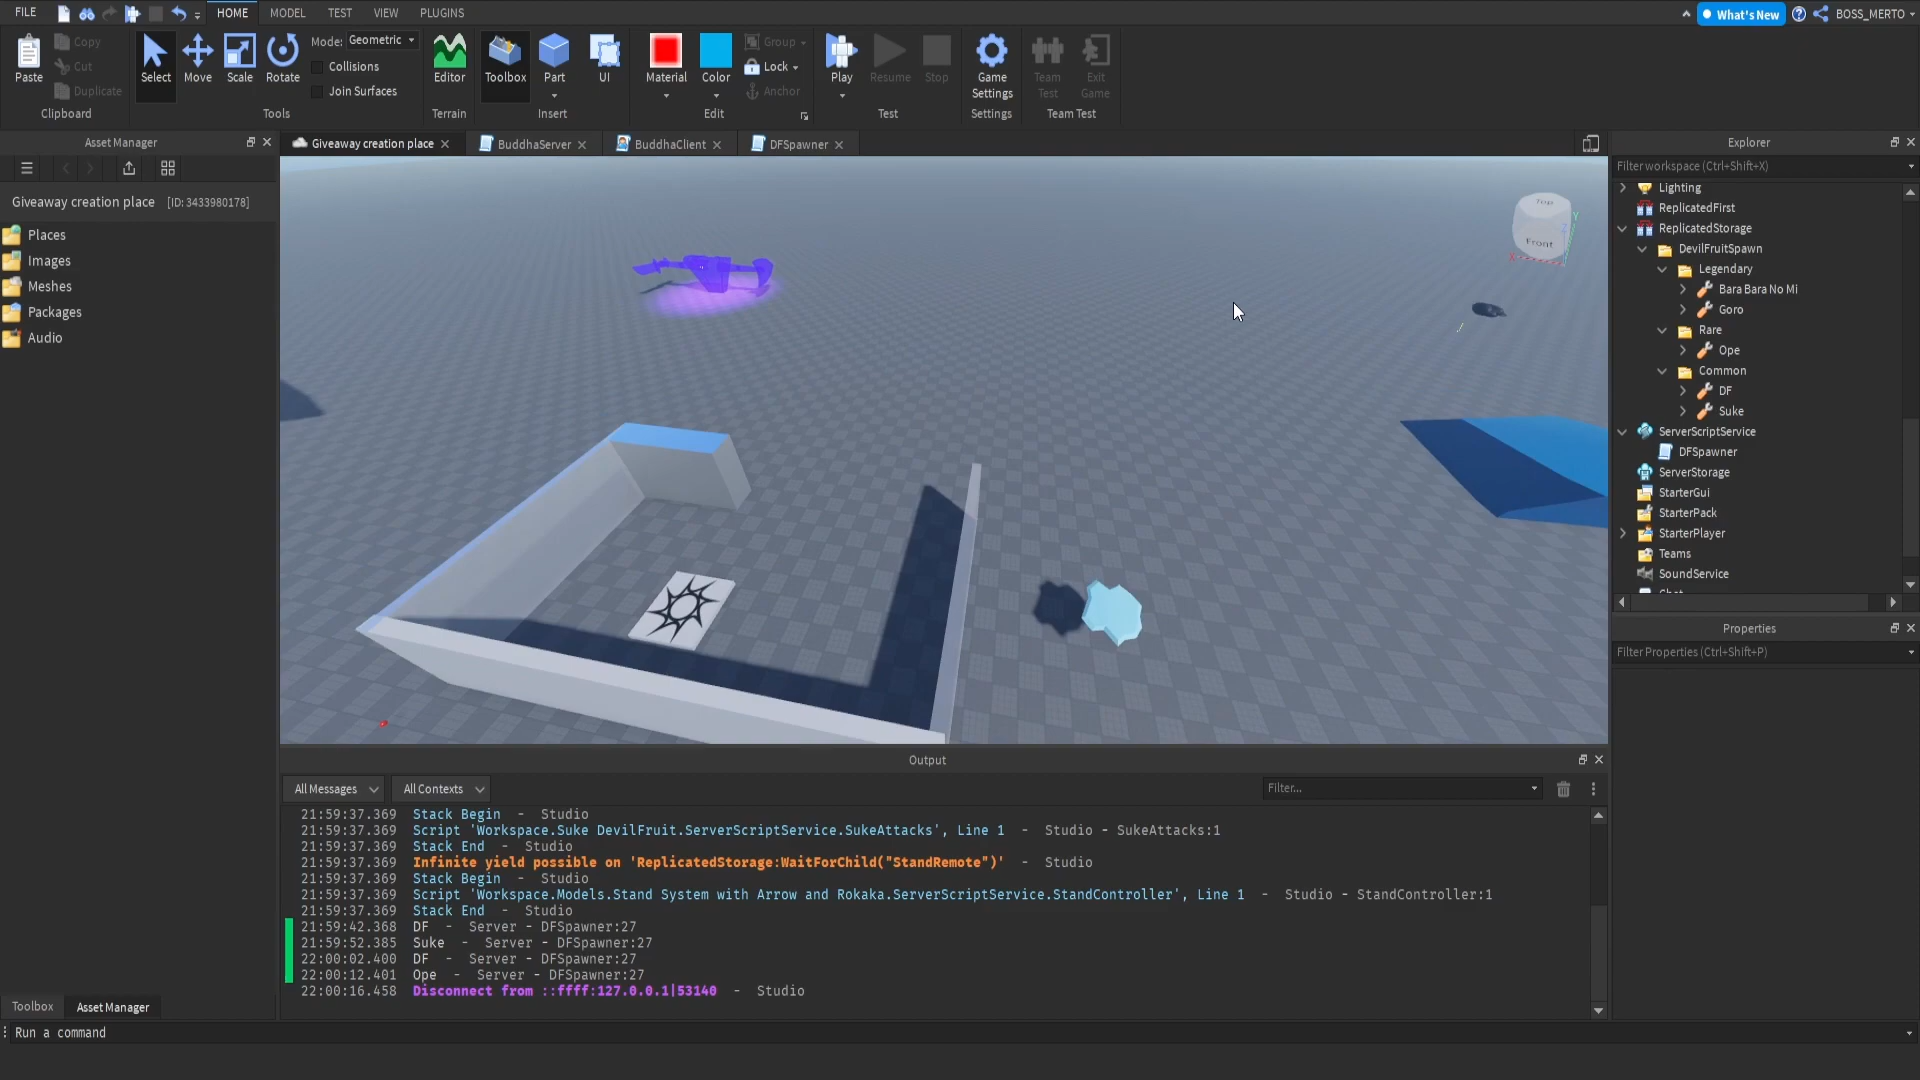 FILE
HOME
MODEL
TEST
VIEW
PLUGINS
What's New
BOSS_MERTO
Paste
Copy
Cut
Duplicate
Clipboard
Select
Move
Scale
Rotate
Mode: Geometric
Collisions
Join Surfaces
Tools
Editor
Terrain
Toolbox
Part
UI
Insert
Material
Color
Group
Lock
Anchor
Edit
Play
Resume
Stop
Test
Game
Settings
Settings
Team
Test
Exit
Game
Team Test
Asset Manager
Giveaway creation place [ID: 3433980178]
Places
Images
Meshes
Packages
Audio
Toolbox
Asset Manager
Giveaway creation place
BuddhaServer
BuddhaClient
DFSpawner
Top
Front
X
Y
Z
Output
All Messages
All Contexts
Filter...
21:59:37.369 Stack Begin - Studio
21:59:37.369 Script 'Workspace.Suke DevilFruit.ServerScriptService.SukeAttacks', Line 1 - Studio - SukeAttacks:1
21:59:37.369 Stack End - Studio
21:59:37.369 Infinite yield possible on 'ReplicatedStorage:WaitForChild("StandRemote")' - Studio
21:59:37.369 Stack Begin - Studio
21:59:37.369 Script 'Workspace.Models.Stand System with Arrow and Rokaka.ServerScriptService.StandController', Line 1 - Studio - StandController:1
21:59:37.369 Stack End - Studio
21:59:42.368 DF - Server - DFSpawner:27
21:59:52.385 Suke - Server - DFSpawner:27
22:00:02.400 DF - Server - DFSpawner:27
22:00:12.401 Ope - Server - DFSpawner:27
22:00:16.458 Disconnect from ::ffff:127.0.0.1|53140 - Studio
Explorer
Filter workspace (Ctrl+Shift+X)
Lighting
ReplicatedFirst
ReplicatedStorage
DevilFruitSpawn
Legendary
Bara Bara No Mi
Goro
Rare
Ope
Common
DF
Suke
ServerScriptService
DFSpawner
ServerStorage
StarterGui
StarterPack
StarterPlayer
Teams
SoundService
Properties
Filter Properties (Ctrl+Shift+P)
Run a command